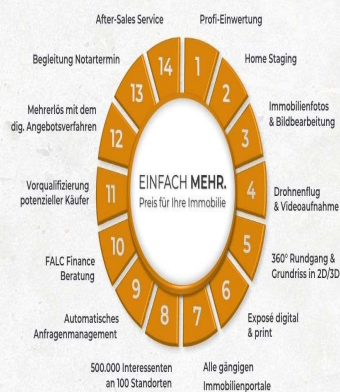 After-Sales Service
Profi-Einwertung
Begleitung Notartermin
Home Staging
14
1
13
2
Mehrerlös mit dem
dig. Angebotsverfahren
Immobilienfotos
& Bildbearbeitung
12
3
EINFACH MEHR.
Preis für Ihre Immobilie
Vorqualifizierung
potenzieller Käufer
11
4
Drohnenflug
& Videoaufnahme
10
5
FALC Finance
Beratung
360° Rundgang &
Grundriss in 2D/3D
9
6
8
7
Automatisches
Anfragenmanagement
Exposé digital
& print
500.000 Interessenten
an 100 Standorten
Alle gängigen
Immobilienportale